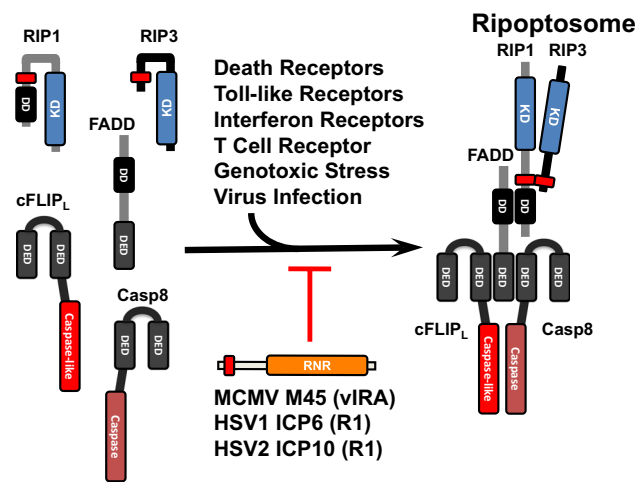 RIP1
DD
KD
RIP3
KD
FADD
DD
DED
cFLIPL
DED
DED
Caspase-like
Casp8
DED
DED
Caspase
Death Receptors
Toll-like Receptors
Interferon Receptors
T Cell Receptor
Genotoxic Stress
Virus Infection
RNR
MCMV M45 (vIRA)
HSV1 ICP6 (R1)
HSV2 ICP10 (R1)
Ripoptosome
RIP1
RIP3
KD
KD
FADD
DD
DD
DED
DED
DED
DED
DED
cFLIPL
Casp8
Caspase-like
Caspase